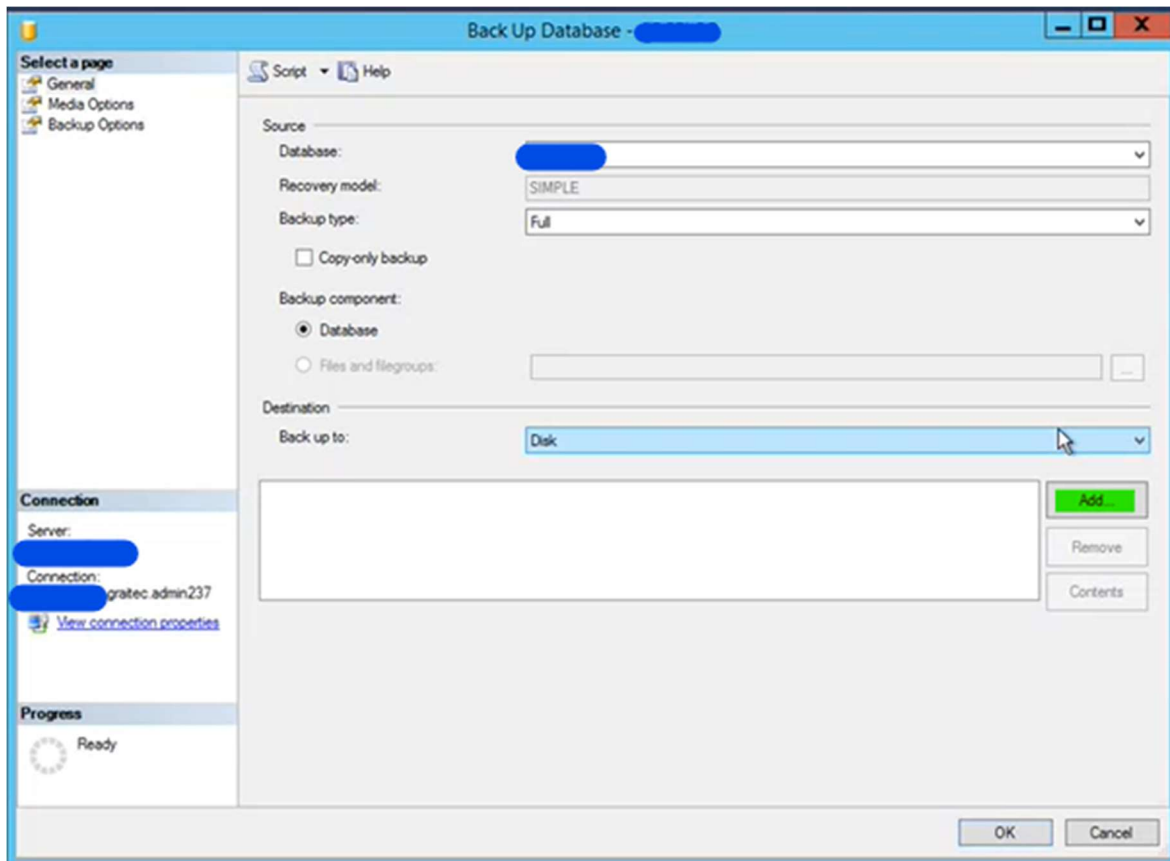 Back Up Database -
Select a page
General
Media Options
Backup Options
Script Help
Source
Database:
Recovery model: SIMPLE
Backup type: Full
Copy-only backup
Backup component:
Database
Files and filegroups: ...
Destination
Back up to: Disk
Add...
Remove
Contents
Connection
Server:
Connection:
graitec.admin237
View connection properties
Progress
Ready
OK Cancel